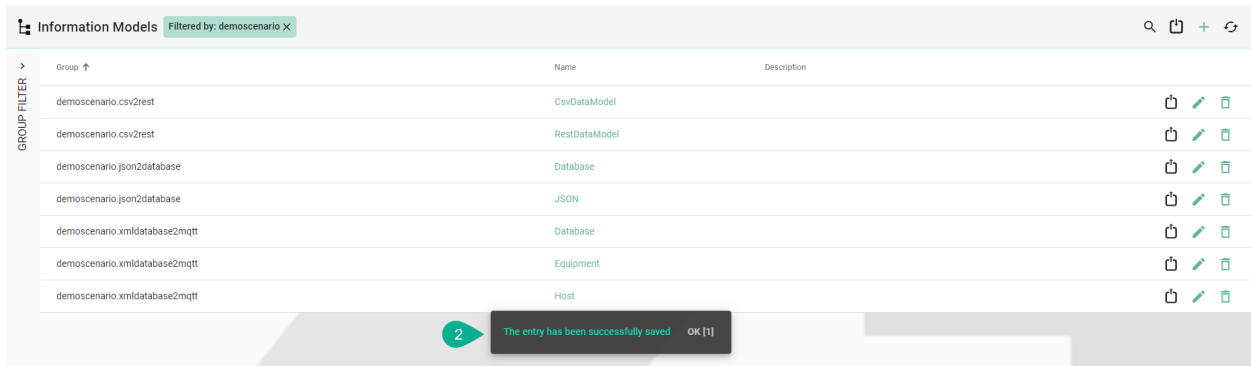 Information Models Filtered by: demoscenario ×
GROUP FILTER
Group ↑ Name Description
demoscenario.csv2rest CsvDataModel
demoscenario.csv2rest RestDataModel
demoscenario.json2database Database
demoscenario.json2database JSON
demoscenario.xmldatabase2mqtt Database
demoscenario.xmldatabase2mqtt Equipment
demoscenario.xmldatabase2mqtt Host
2 The entry has been successfully saved OK [1]